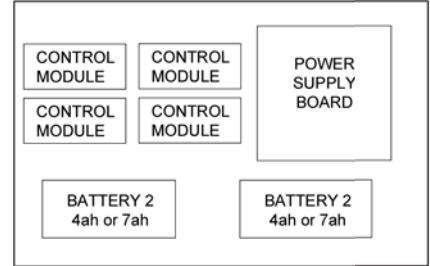 CONTROL
MODULE
CONTROL
MODULE
POWER
SUPPLY
BOARD
CONTROL
MODULE
CONTROL
MODULE
BATTERY 2
4ah or 7ah
BATTERY 2
4ah or 7ah